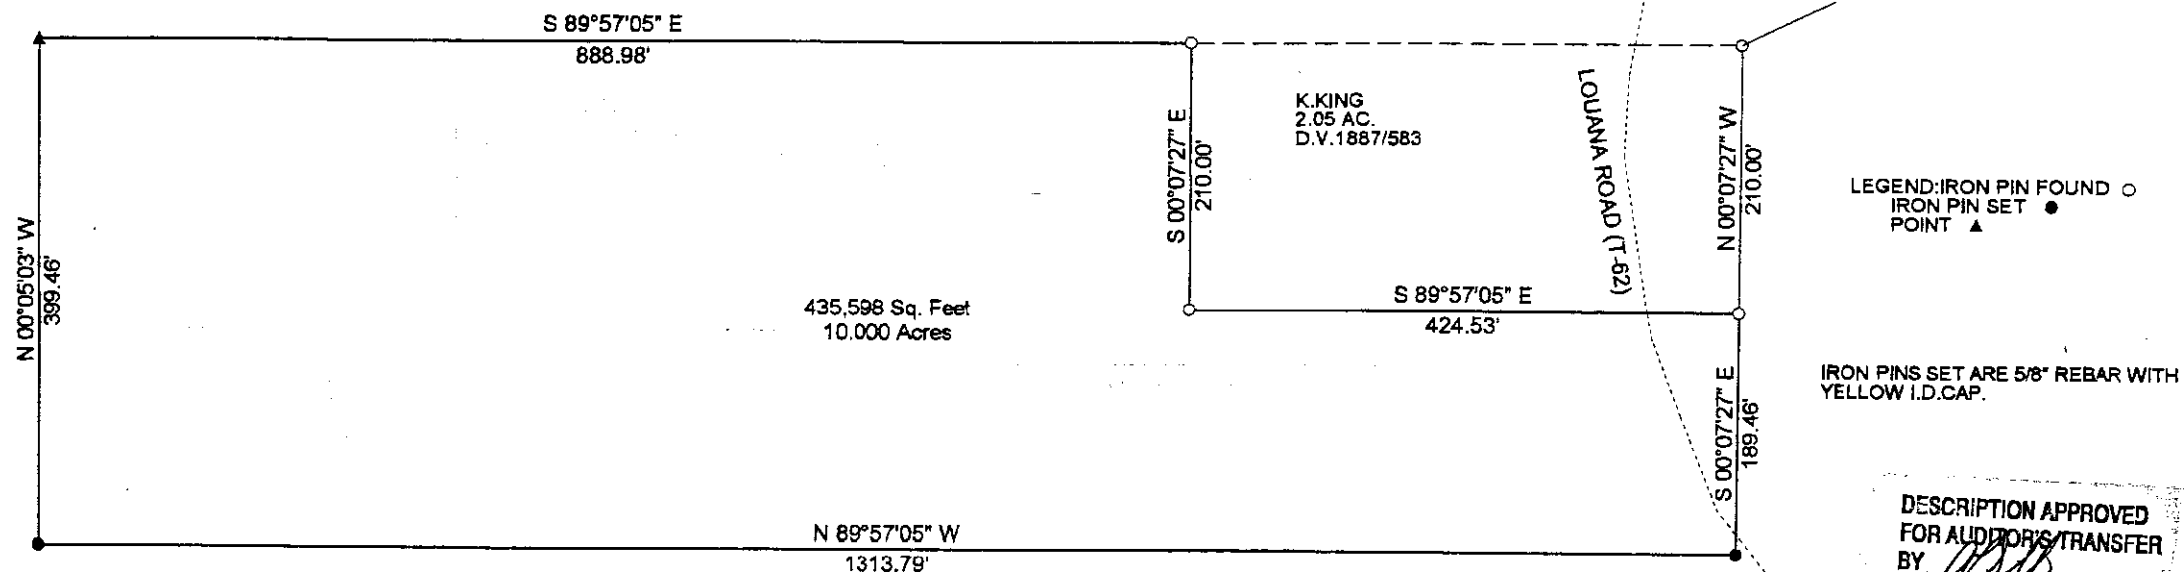 S 89°57'05" E
888.98'
N 00°05'03" W
399.46'
435,598 Sq. Feet
10.000 Acres
S 00°07'27" E
210.00'
K.KING
2.05 AC.
D.V.1887/583
LOUANA ROAD (T-62)
N 00°07'27" W
210.00'
S 89°57'05" E
424.53'
S 00°07'27" E
189.46'
N 89°57'05" W
1313.79'
LEGEND:IRON PIN FOUND
IRON PIN SET
POINT
IRON PINS SET ARE 5/8" REBAR WITH
YELLOW I.D.CAP.
DESCRIPTION APPROVED
FOR AUDITOR'S TRANSFER
BY